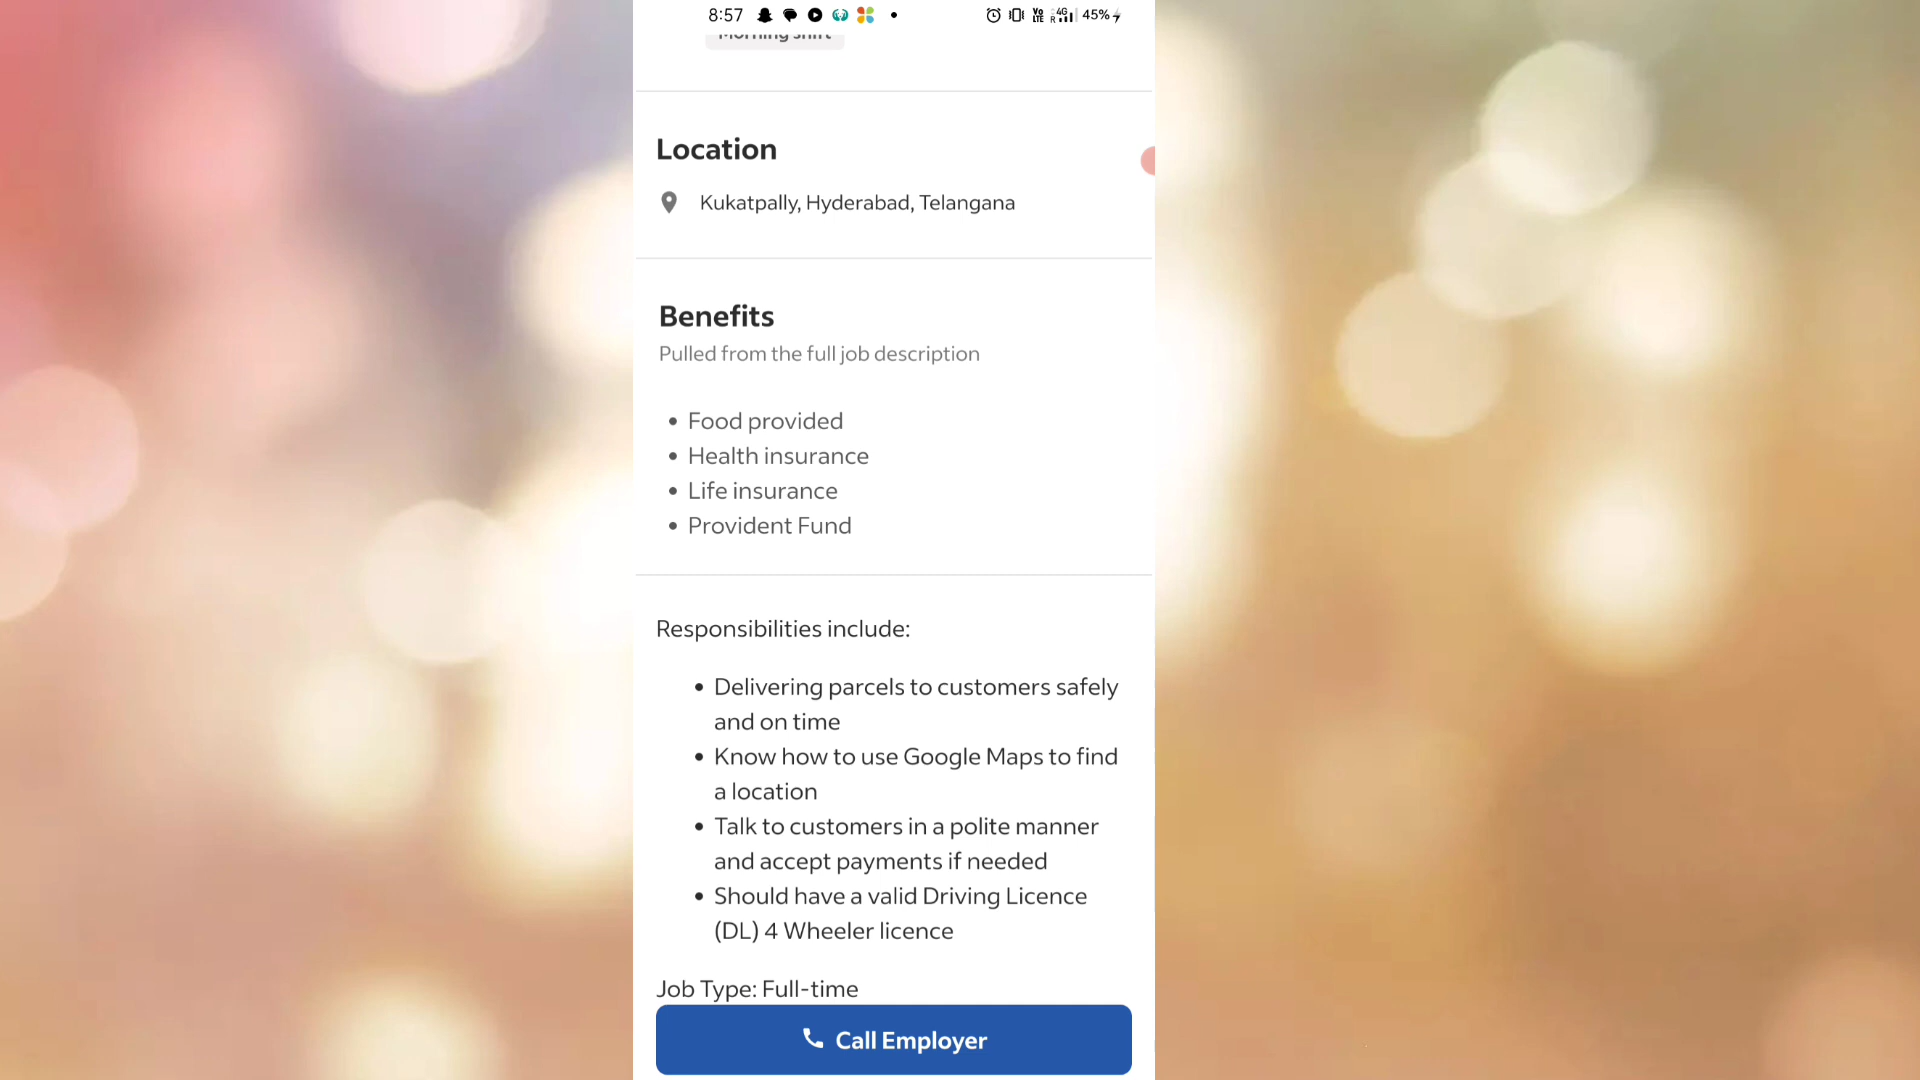 8:57
45%
Morning shift
Location
Kukatpally, Hyderabad, Telangana
Benefits
Pulled from the full job description
• Food provided
• Health insurance
• Life insurance
• Provident Fund
Responsibilities include:
• Delivering parcels to customers safely
and on time
• Know how to use Google Maps to find
a location
• Talk to customers in a polite manner
and accept payments if needed
• Should have a valid Driving Licence
(DL) 4 Wheeler licence
Job Type: Full-time
Call Employer